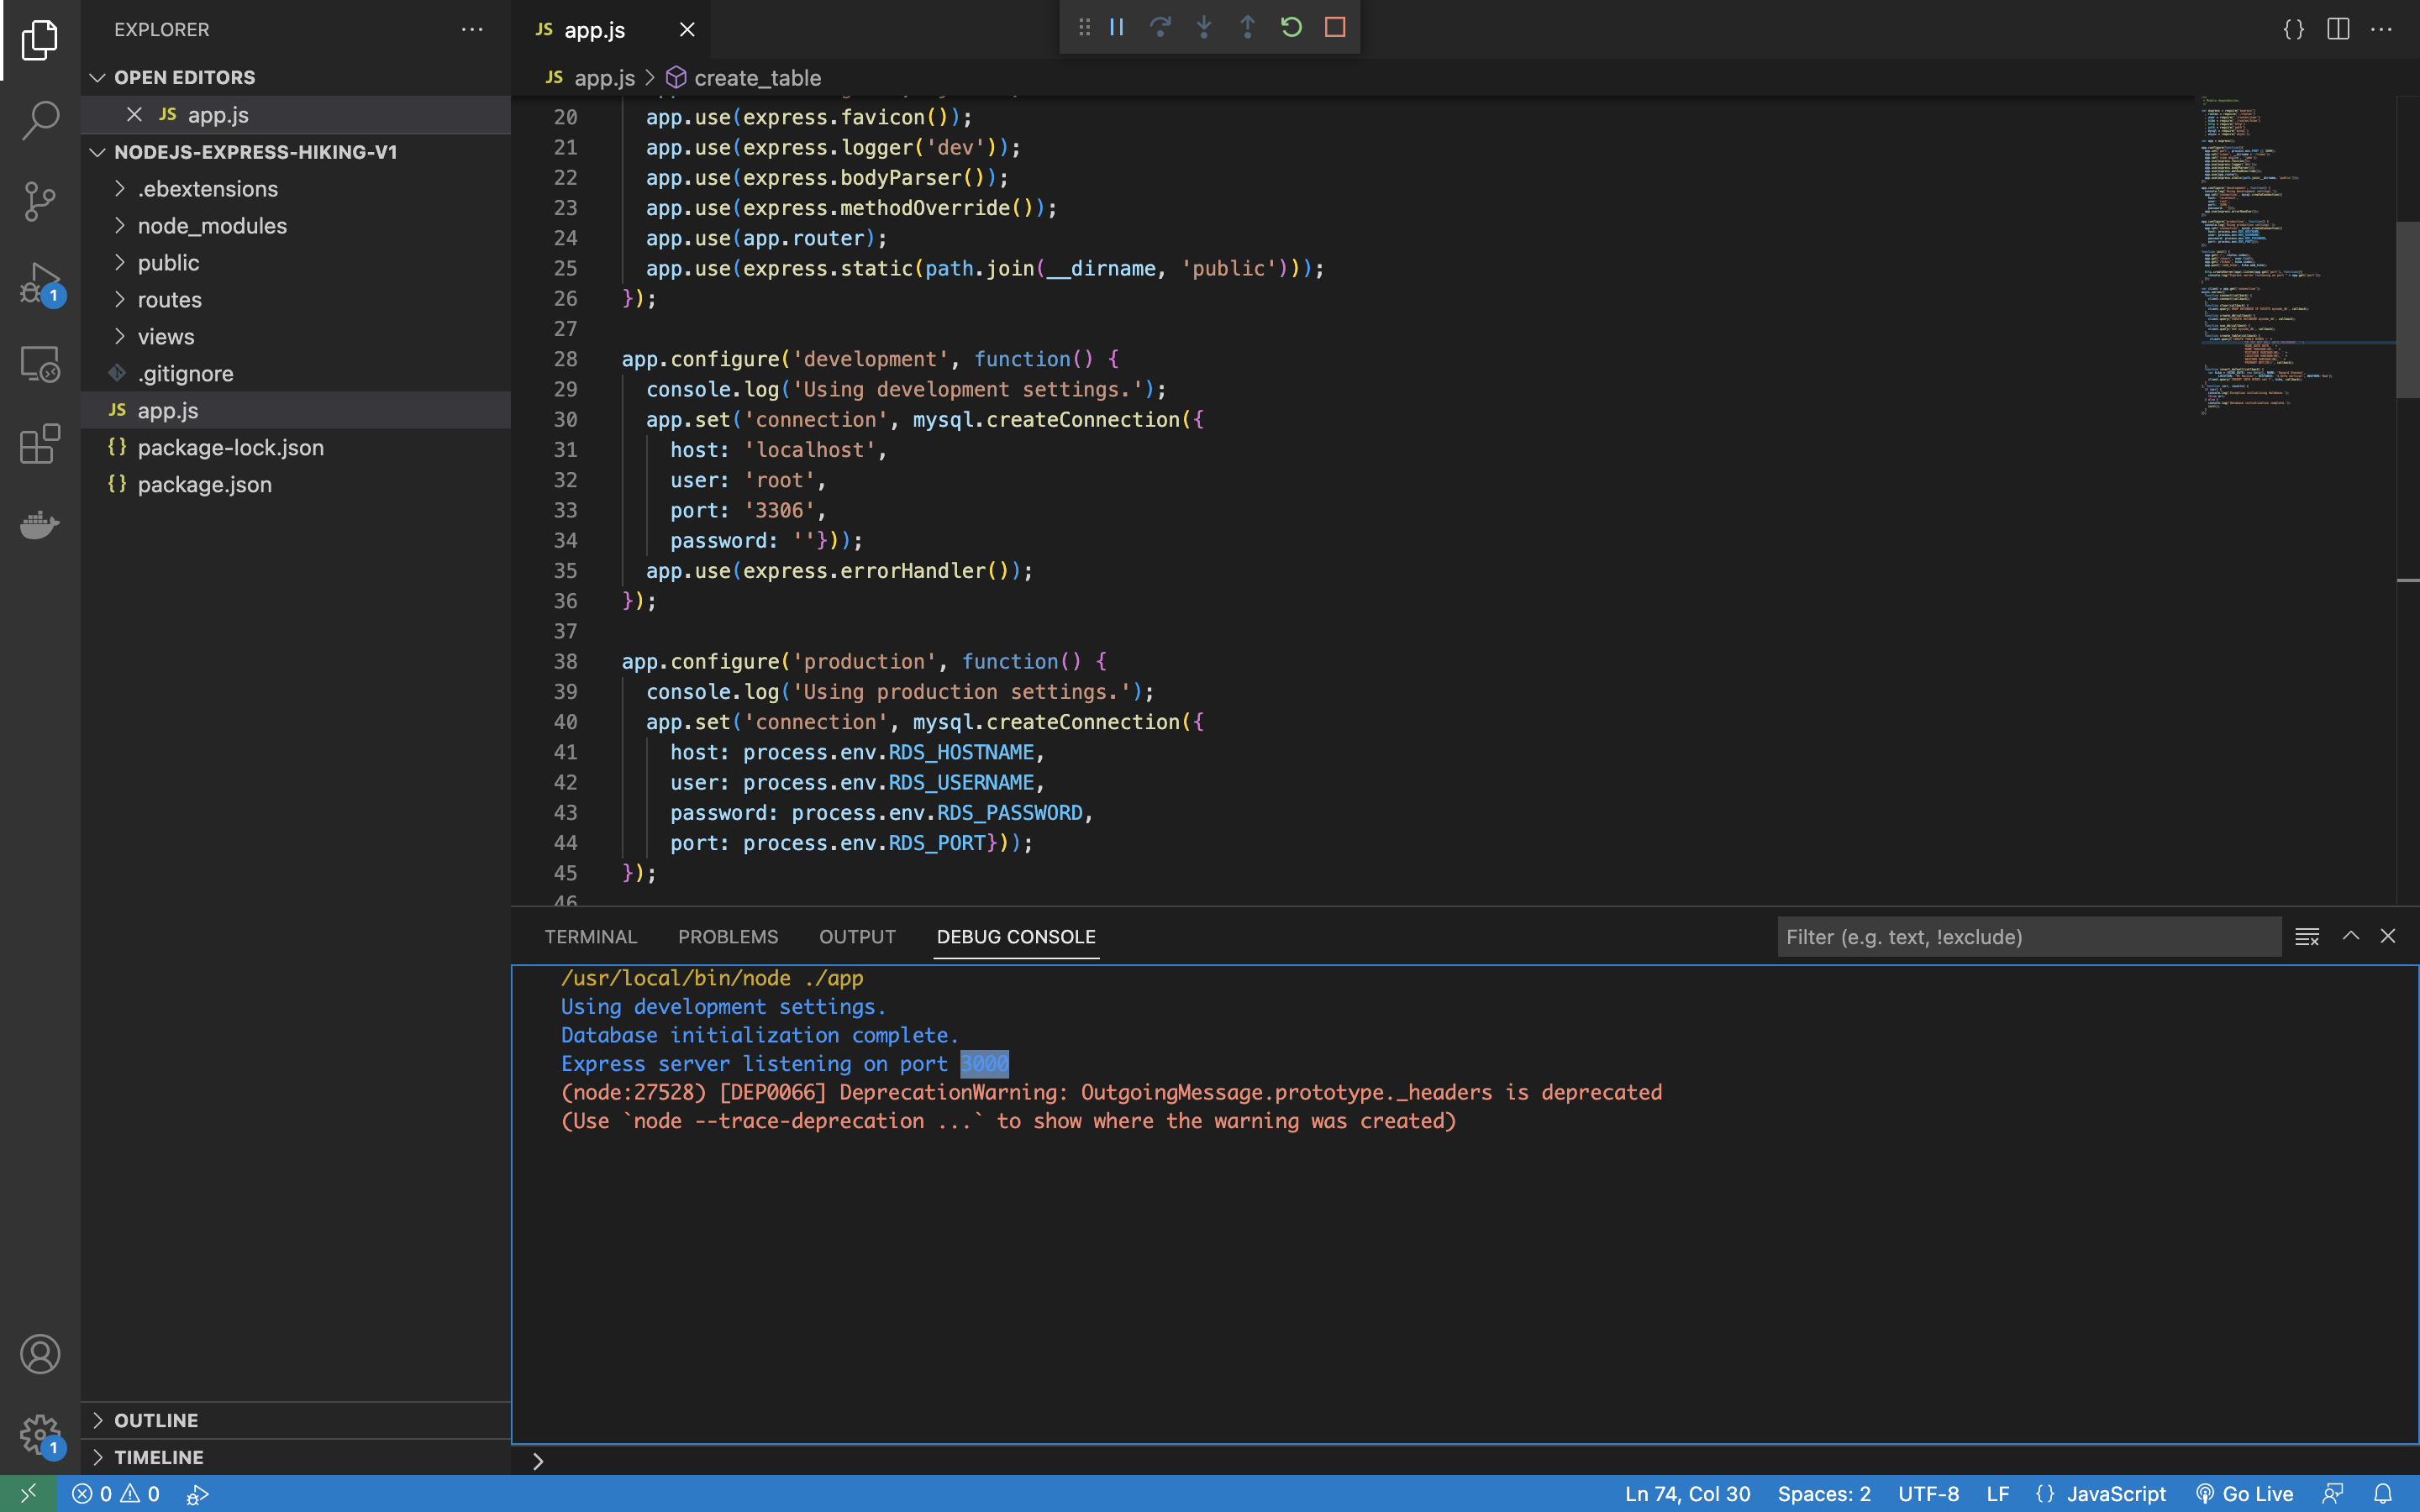 EXPLORER
OPEN EDITORS
JS app.js
NODEJS-EXPRESS-HIKING-V1
.ebextensions
node_modules
public
routes
views
.gitignore
JS app.js
{} package-lock.json
{} package.json
OUTLINE
TIMELINE
1
1
JS app.js
JS app.js > create_table
20 app.use(express.favicon());
21 app.use(express.logger('dev'));
22 app.use(express.bodyParser());
23 app.use(express.methodOverride());
24 app.use(app.router);
25 app.use(express.static(path.join(__dirname, 'public')));
26 });
27
28 app.configure('development', function() {
29 console.log('Using development settings.');
30 app.set('connection', mysql.createConnection({
31 host: 'localhost',
32 user: 'root',
33 port: '3306',
34 password: ''}));
35 app.use(express.errorHandler());
36 });
37
38 app.configure('production', function() {
39 console.log('Using production settings.');
40 app.set('connection', mysql.createConnection({
41 host: process.env.RDS_HOSTNAME,
42 user: process.env.RDS_USERNAME,
43 password: process.env.RDS_PASSWORD,
44 port: process.env.RDS_PORT}));
45 });
46
TERMINAL PROBLEMS OUTPUT DEBUG CONSOLE Filter (e.g. text, !exclude)
/usr/local/bin/node ./app
Using development settings.
Database initialization complete.
Express server listening on port 3000
(node:27528) [DEP0066] DeprecationWarning: OutgoingMessage.prototype._headers is deprecated
(Use `node --trace-deprecation ...` to show where the warning was created)
0 0 Ln 74, Col 30 Spaces: 2 UTF-8 LF {} JavaScript Go Live